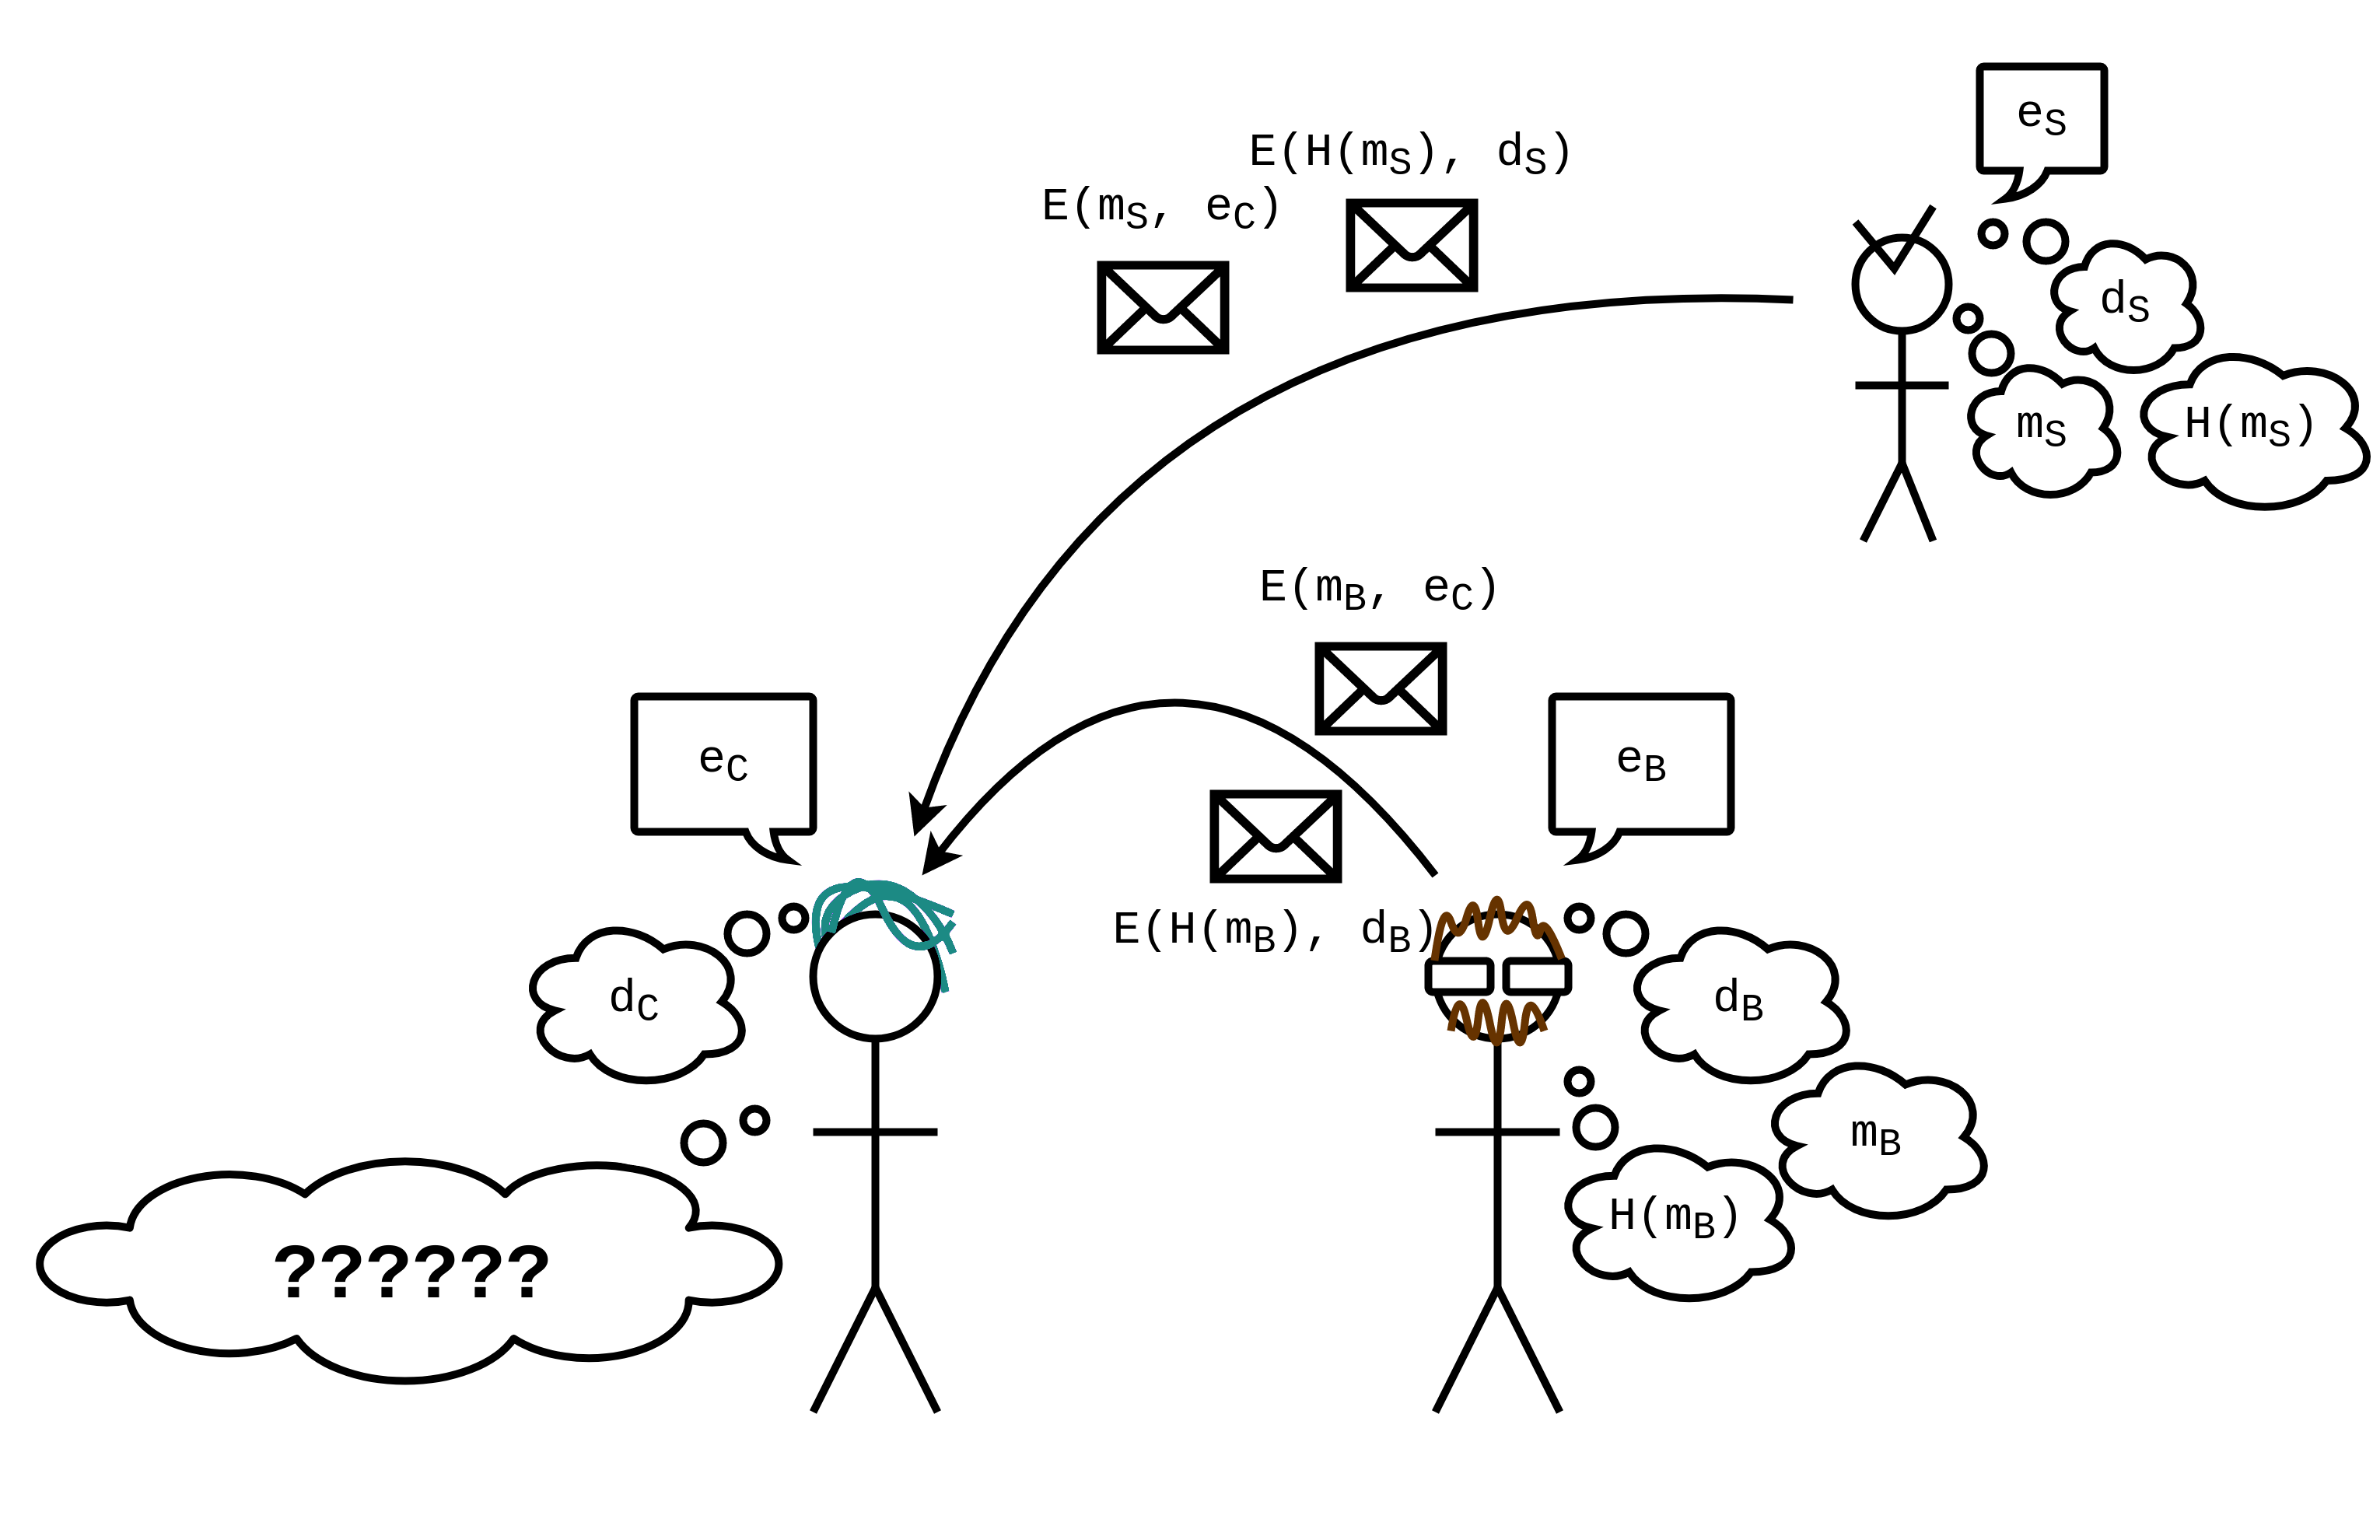 e_S
E(H(m_S), d_S)
E(m_S, e_C)
d_S
m_S
H(m_S)
E(m_B, e_C)
e_C
e_B
E(H(m_B), d_B)
d_C
d_B
m_B
H(m_B)
??????